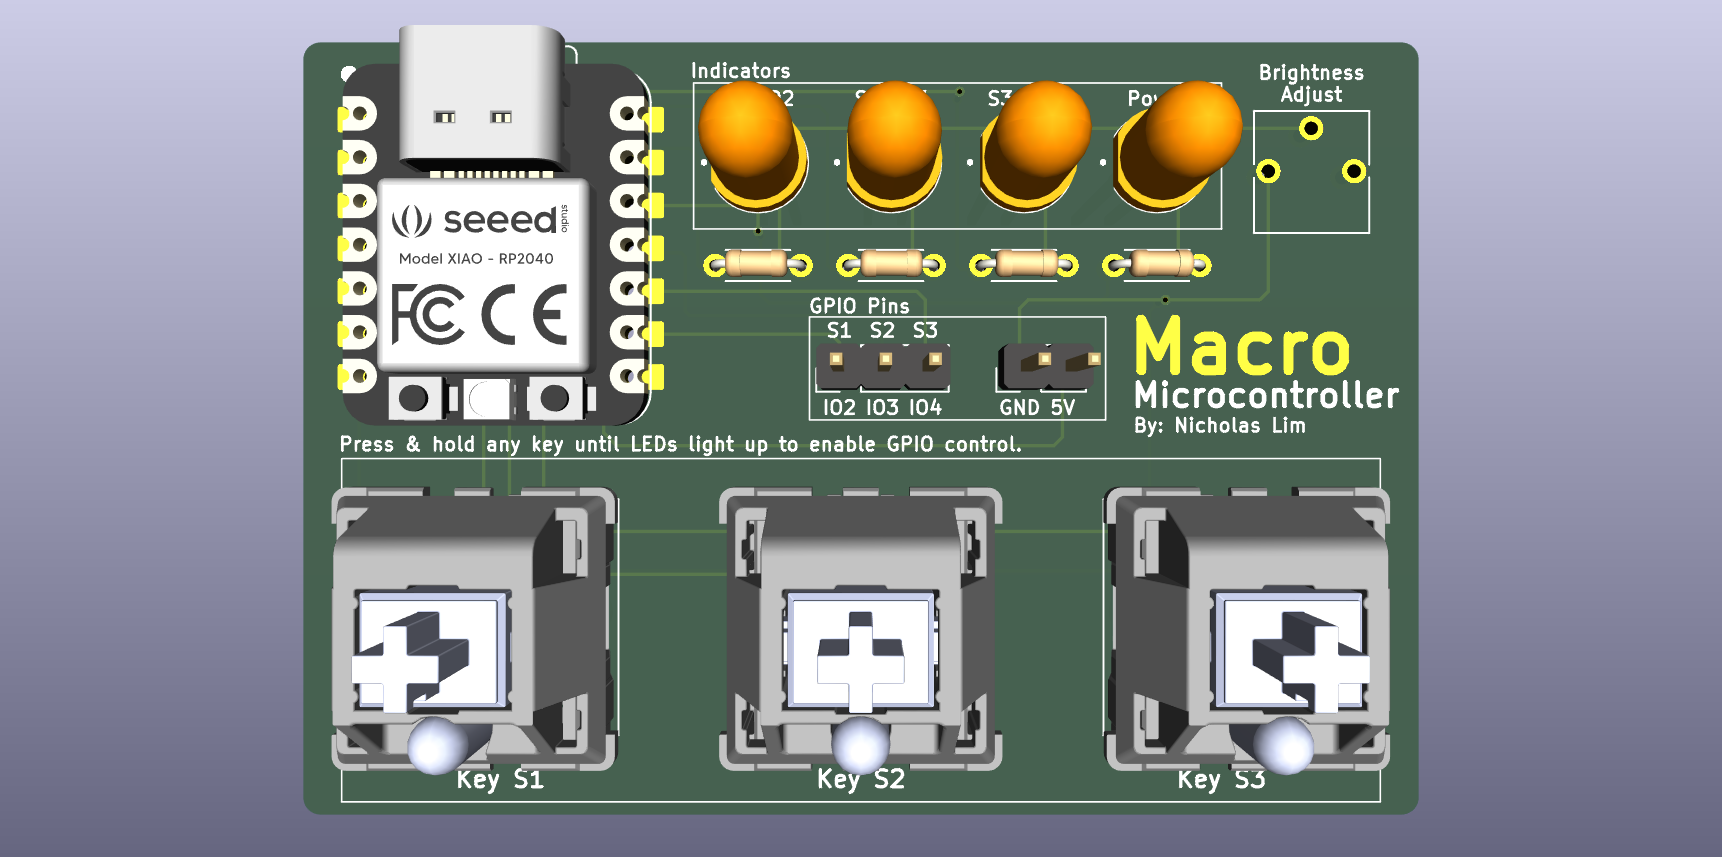 Indicators
Brightness
Adjust
seeed
studio
Model XIAO - RP2040
FC CE
GPIO Pins
S1 S2 S3
IO2 IO3 IO4
GND 5V
Macro
Microcontroller
By: Nicholas Lim
Press & hold any key until LEDs light up to enable GPIO control.
Key S1
Key S2
Key S3